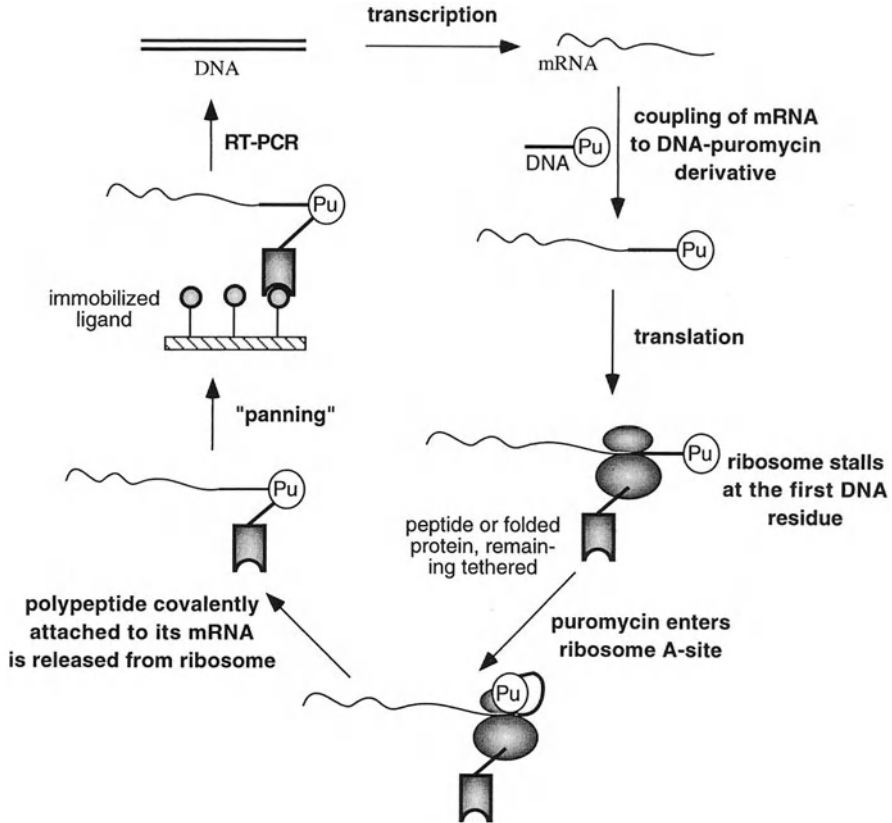 transcription
DNA
mRNA
coupling of mRNA
to DNA-puromycin
derivative
Pu
DNA
RT-PCR
Pu
Pu
immobilized
ligand
translation
"panning"
Pu
ribosome stalls
at the first DNA
residue
Pu
peptide or folded
protein, remain-
ing tethered
polypeptide covalently
attached to its mRNA
is released from ribosome
puromycin enters
ribosome A-site
Pu